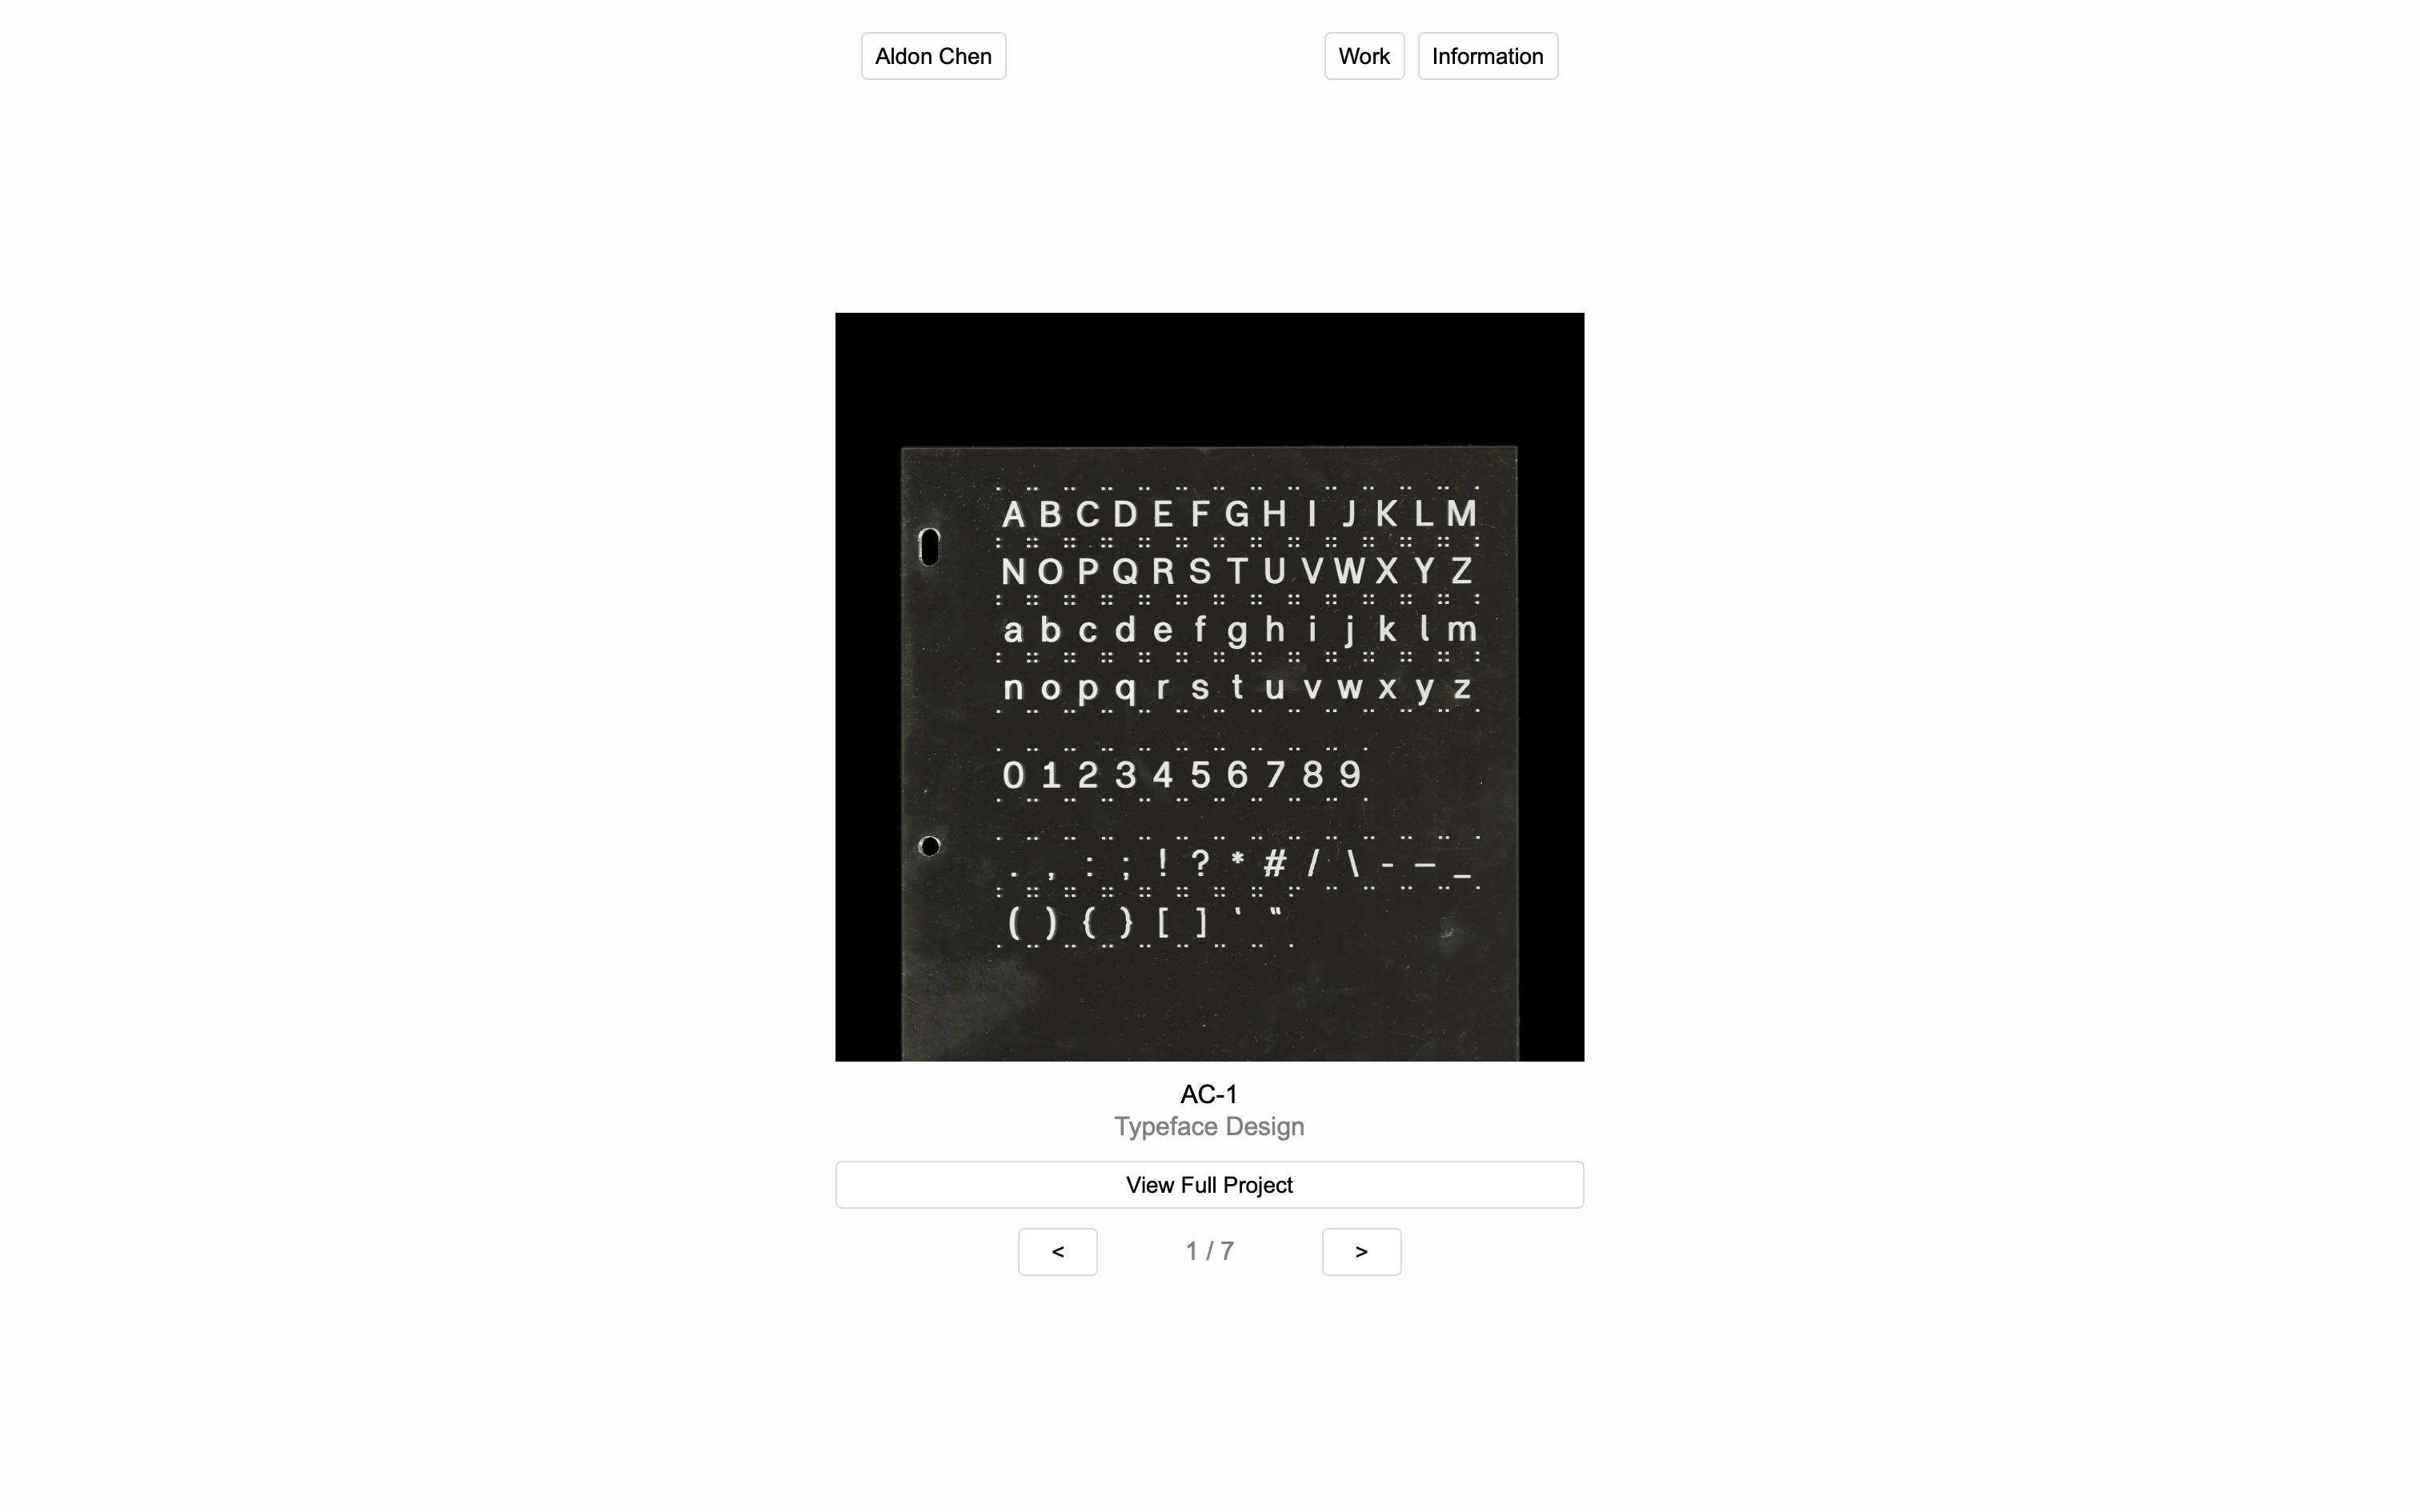 Aldon Chen
Work
Information
A B C D E F G H I J K L M
N O P Q R S T U V W X Y Z
a b c d e f g h i j k l m
n o p q r s t u v w x y z
0 1 2 3 4 5 6 7 8 9
. , : ; ! ? * # / \ - – _
( ) { } [ ] ‛ ‟
AC-1
Typeface Design
View Full Project
<
1 / 7
>